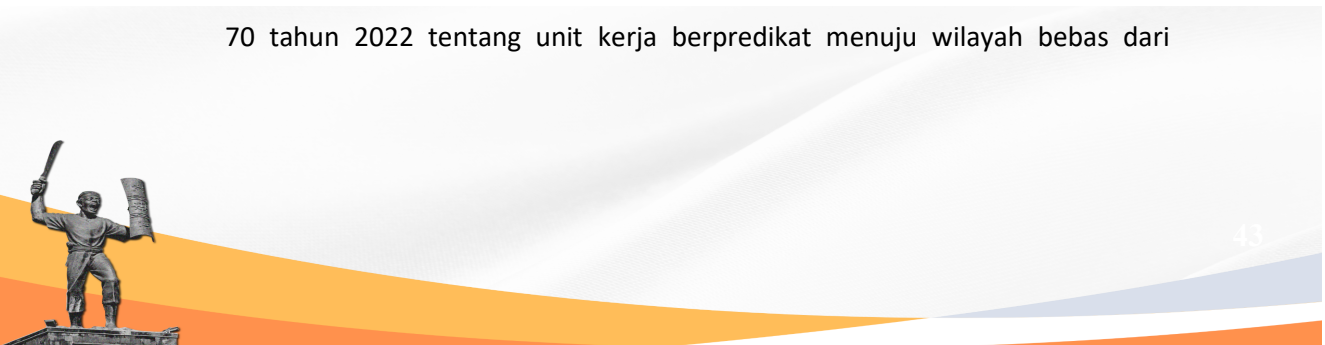 70 tahun 2022 tentang unit kerja berpredikat menuju wilayah bebas dari
43